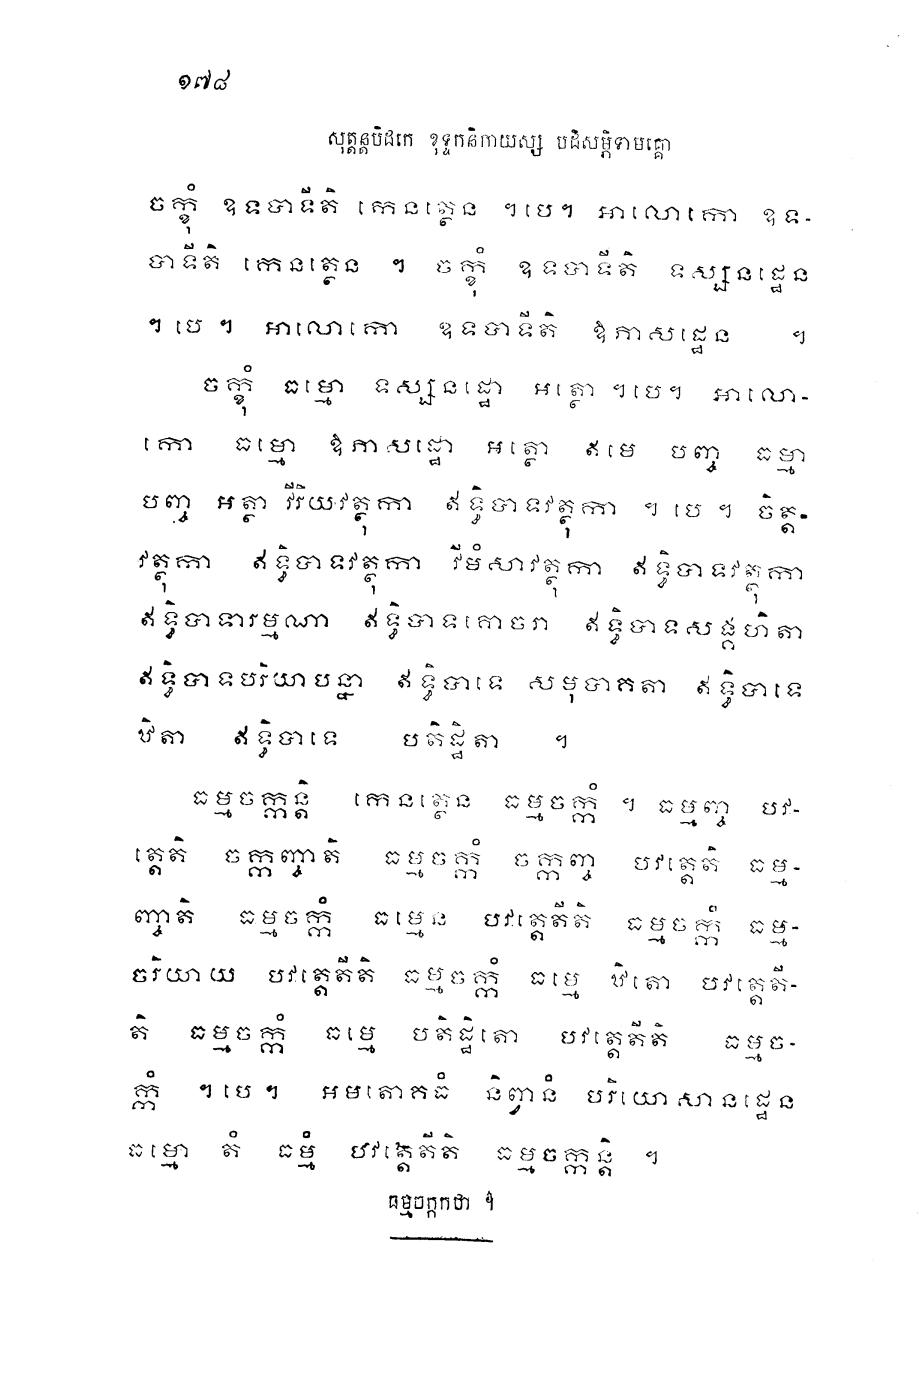 ១៧៨
សុត្តន្តបិដកេ ខុទ្ទកនិកាយស្ស បដិសម្ភិទាមគ្គោ
ចក្ខុំ ឧទបាទីតិ កេនត្ថេន ។បេ។ អាលោកោ ឧទ-
បាទីតិ កេនត្ថេន ។ ចក្ខុំ ឧទបាទីតិ ទស្សនដ្ឋេន
។ បេ ។ អាលោកោ ឧទបាទីតិ ឱភាសដ្ឋេន ។
ចក្ខុំ ធម្មោ ទស្សនដ្ឋោ អត្ថោ ។បេ។ អាលោ-
កោ ធម្មោ ឱភាសដ្ឋោ អត្ថោ ឥមេ បញ្ច ធម្មា
បញ្ច អត្ថា វីរិយវត្ថុកា ឥទ្ធិបាទវត្ថុកា ។ បេ ។ ចិត្ត-
វត្ថុកា ឥទ្ធិបាទវត្ថុកា វីមំសាវត្ថុកា ឥទ្ធិបាទវត្ថុកា
ឥទ្ធិបាទារម្មណា ឥទ្ធិបាទគោចរា ឥទ្ធិបាទសង្គហិតា
ឥទ្ធិបាទបរិយាបន្នា ឥទ្ធិបាទេ សមុទាគតា ឥទ្ធិបាទេ
ឋិតា ឥទ្ធិបាទេ បតិដ្ឋិតា ។
ធម្មចក្កន្តិ កេនត្ថេន ធម្មចក្កំ ។ ធម្មញ្ច បវ-
ត្តេតិ ចក្កញ្ចាតិ ធម្មចក្កំ ចក្កញ្ច បវត្តេតិ ធម្ម-
ញ្ចាតិ ធម្មចក្កំ ធម្មេន បវត្តេតីតិ ធម្មចក្កំ ធម្ម-
ចរិយាយ បវត្តេតីតិ ធម្មចក្កំ ធម្មេ ឋិតោ បវត្តេតី-
តិ ធម្មចក្កំ ធម្មេ បតិដ្ឋិតោ បវត្តេតីតិ ធម្មច-
ក្កំ ។ បេ ។ អមតោគធំ និព្វានំ បរិយោសានដ្ឋេន
ធម្មោ តំ ធម្មំ បវត្តេតីតិ ធម្មចក្កន្តិ ។
ធម្មចក្កកថា ។